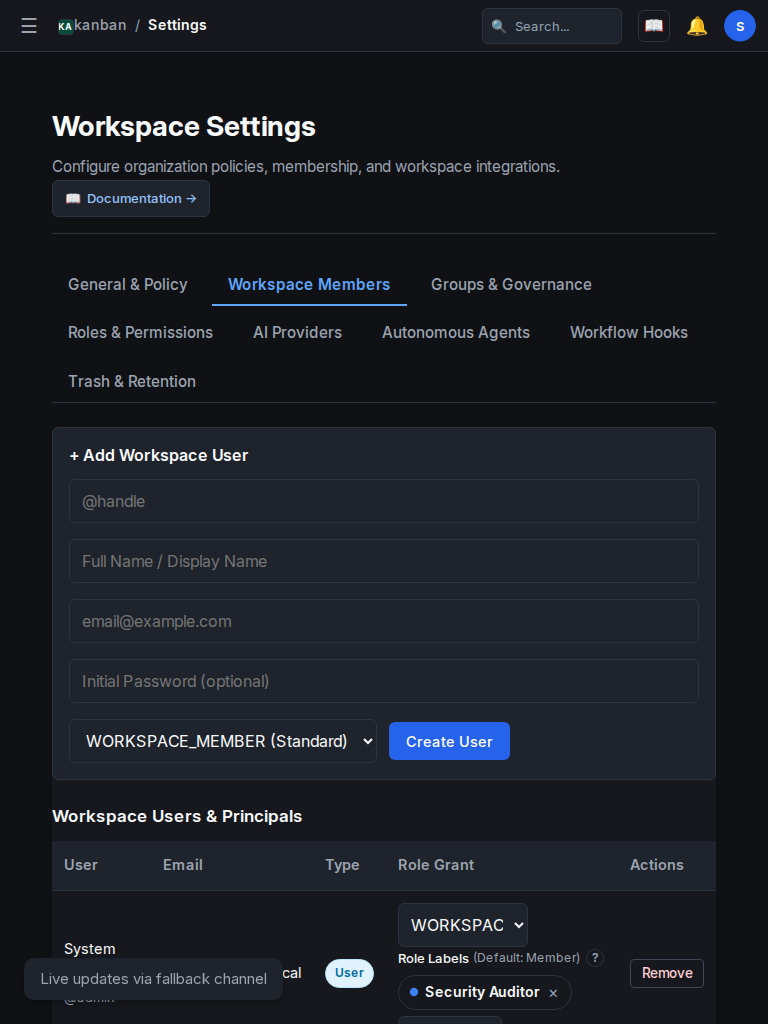 KA kanban / Settings
Search...
S
Workspace Settings
Configure organization policies, membership, and workspace integrations.
Documentation →
General & Policy
Workspace Members
Groups & Governance
Roles & Permissions
AI Providers
Autonomous Agents
Workflow Hooks
Trash & Retention
+ Add Workspace User
@handle
Full Name / Display Name
email@example.com
Initial Password (optional)
WORKSPACE_MEMBER (Standard)
Create User
Workspace Users & Principals
User
Email
Type
Role Grant
Actions
System
cal
User
WORKSPAC
Role Labels (Default: Member) ?
Security Auditor ×
Remove
Live updates via fallback channel